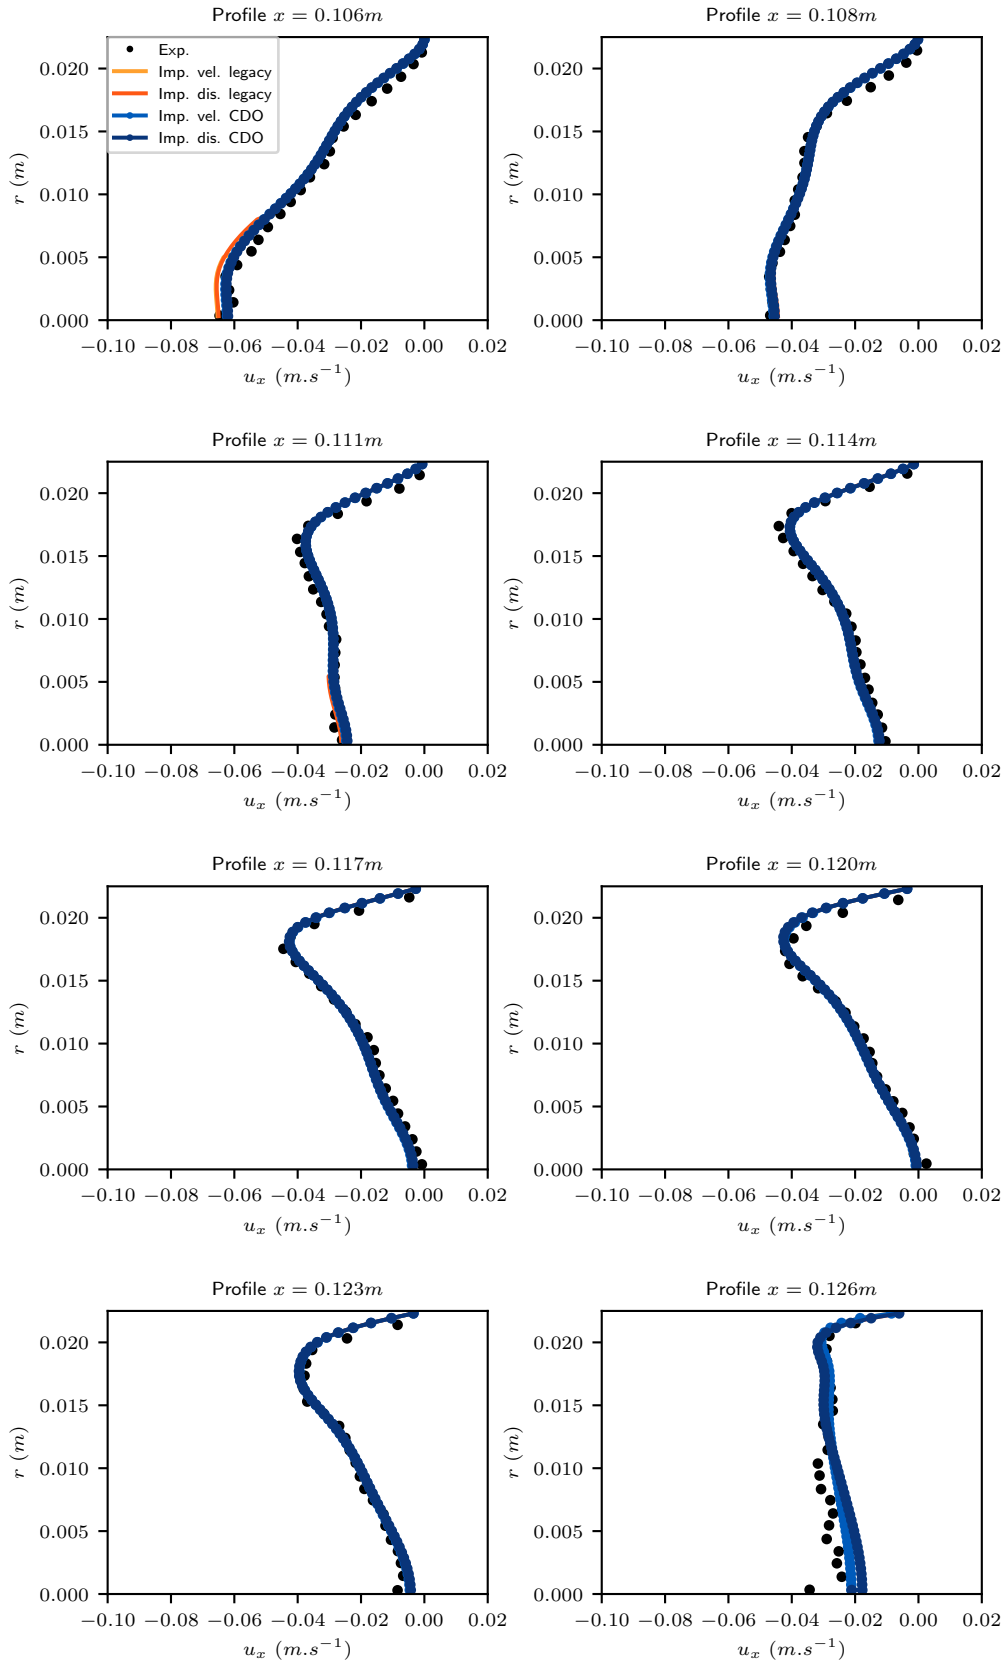 Profile x = 0.106m
0.020
0.015
0.010
0.005
0.000
r (m)
Exp.
Imp. vel. legacy
Imp. dis. legacy
Imp. vel. CDO
Imp. dis. CDO
−0.10 −0.08 −0.06 −0.04 −0.02 0.00 0.02
u_x (m.s⁻¹)
Profile x = 0.108m
0.020
0.015
0.010
0.005
0.000
r (m)
−0.10 −0.08 −0.06 −0.04 −0.02 0.00 0.02
u_x (m.s⁻¹)
Profile x = 0.111m
0.020
0.015
0.010
0.005
0.000
r (m)
−0.10 −0.08 −0.06 −0.04 −0.02 0.00 0.02
u_x (m.s⁻¹)
Profile x = 0.114m
0.020
0.015
0.010
0.005
0.000
r (m)
−0.10 −0.08 −0.06 −0.04 −0.02 0.00 0.02
u_x (m.s⁻¹)
Profile x = 0.117m
0.020
0.015
0.010
0.005
0.000
r (m)
−0.10 −0.08 −0.06 −0.04 −0.02 0.00 0.02
u_x (m.s⁻¹)
Profile x = 0.120m
0.020
0.015
0.010
0.005
0.000
r (m)
−0.10 −0.08 −0.06 −0.04 −0.02 0.00 0.02
u_x (m.s⁻¹)
Profile x = 0.123m
0.020
0.015
0.010
0.005
0.000
r (m)
−0.10 −0.08 −0.06 −0.04 −0.02 0.00 0.02
u_x (m.s⁻¹)
Profile x = 0.126m
0.020
0.015
0.010
0.005
0.000
r (m)
−0.10 −0.08 −0.06 −0.04 −0.02 0.00 0.02
u_x (m.s⁻¹)